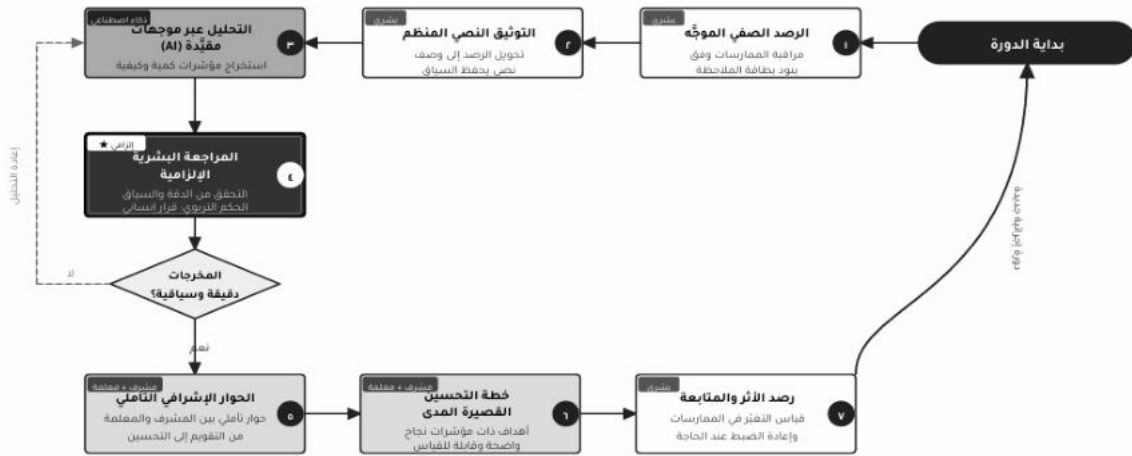 بداية الدورة
بشري
الرصد الصفي الموجَّه
١
مراقبة الممارسات وفق
بنود بطاقة الملاحظة
بشري
التوثيق النصي المنظم
٢
تحويل الرصد إلى وصف
نصي يحفظ السياق
ذكاء اصطناعي
التحليل عبر موجهات
مقيَّدة (AI)
٣
استخراج مؤشرات كمية وكيفية
إعادة التحليل
إلزامي ★
المراجعة البشرية
الإلزامية
٤
التحقق من الدقة والسياق
الحكم التربوي: قرار إنساني
المخرجات
دقيقة وسياقية؟
لا
نعم
مشرف + معلمة
الحوار الإشرافي التأملي
٥
حوار تأملي بين المشرف والمعلمة
من التقويم إلى التحسين
مشرف + معلمة
خطة التحسين
القصيرة المدى
٦
أهداف ذات مؤشرات نجاح
واضحة وقابلة للقياس
بشري
رصد الأثر والمتابعة
٧
قياس التغيّر في الممارسات
وإعادة الضبط عند الحاجة
دورة إجرائية جديدة